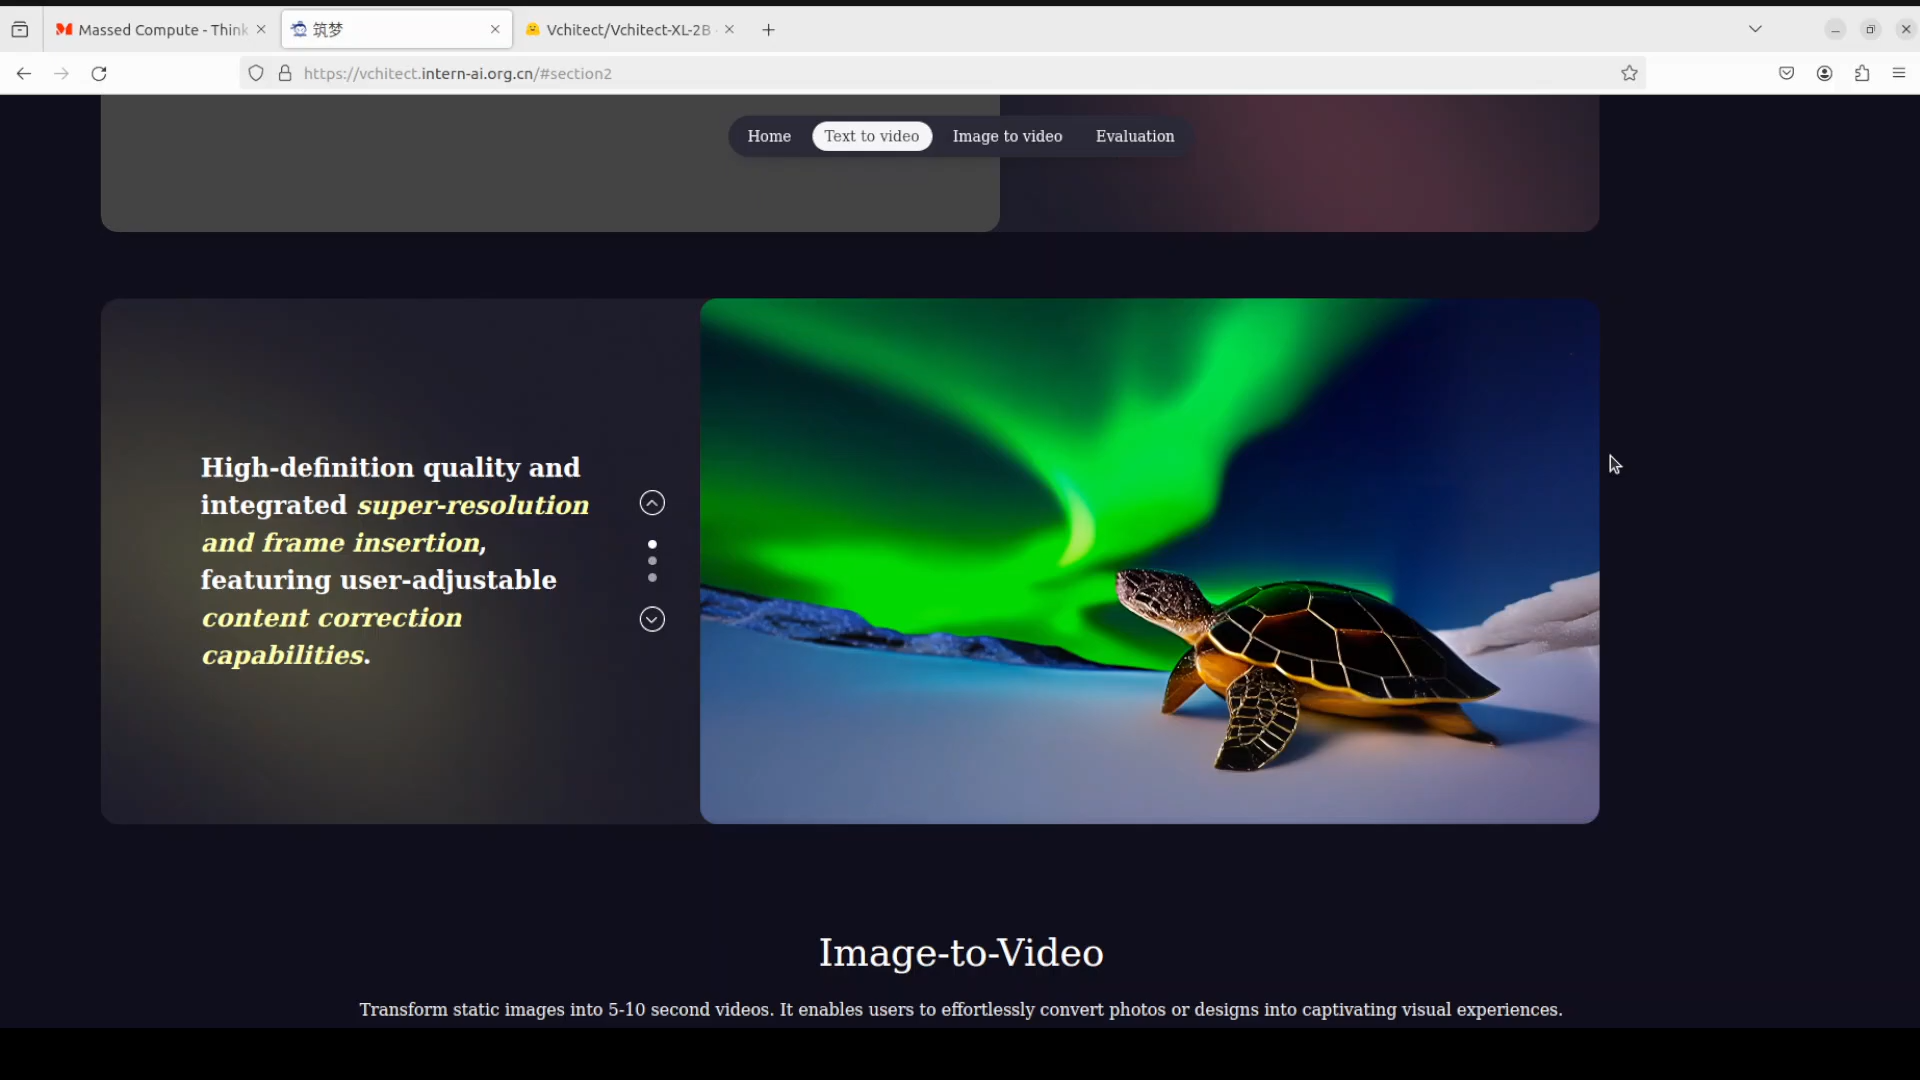 Massed Compute - Think
筑梦
Vchitect/Vchitect-XL-2B
https://vchitect.intern-ai.org.cn/#section2
Home Text to video Image to video Evaluation
High-definition quality and
integrated super-resolution
and frame insertion,
featuring user-adjustable
content correction
capabilities.
Image-to-Video
Transform static images into 5-10 second videos. It enables users to effortlessly convert photos or designs into captivating visual experiences.